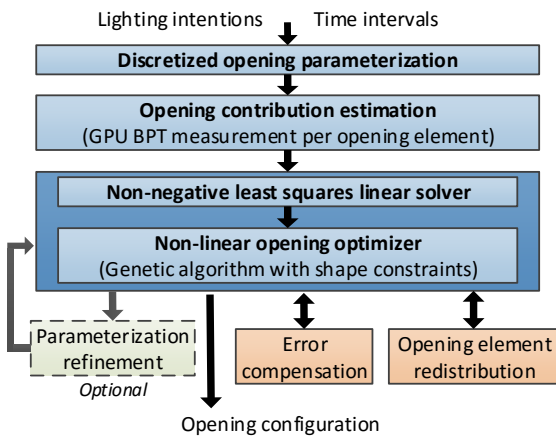 Lighting intentions Time intervals
Discretized opening parameterization
Opening contribution estimation
(GPU BPT measurement per opening element)
Non-negative least squares linear solver
Non-linear opening optimizer
(Genetic algorithm with shape constraints)
Parameterization
refinement
Optional
Error
compensation
Opening element
redistribution
Opening configuration